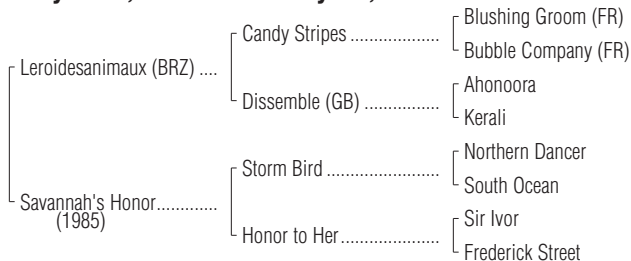 Candy Stripes ...................
Blushing Groom (FR)
Bubble Company (FR)
Leroidesanimaux (BRZ) ....
Dissemble (GB) ................
Ahonoora
Kerali
Storm Bird .......................
Northern Dancer
South Ocean
Savannah's Honor.............
(1985)
Honor to Her....................
Sir Ivor
Frederick Street